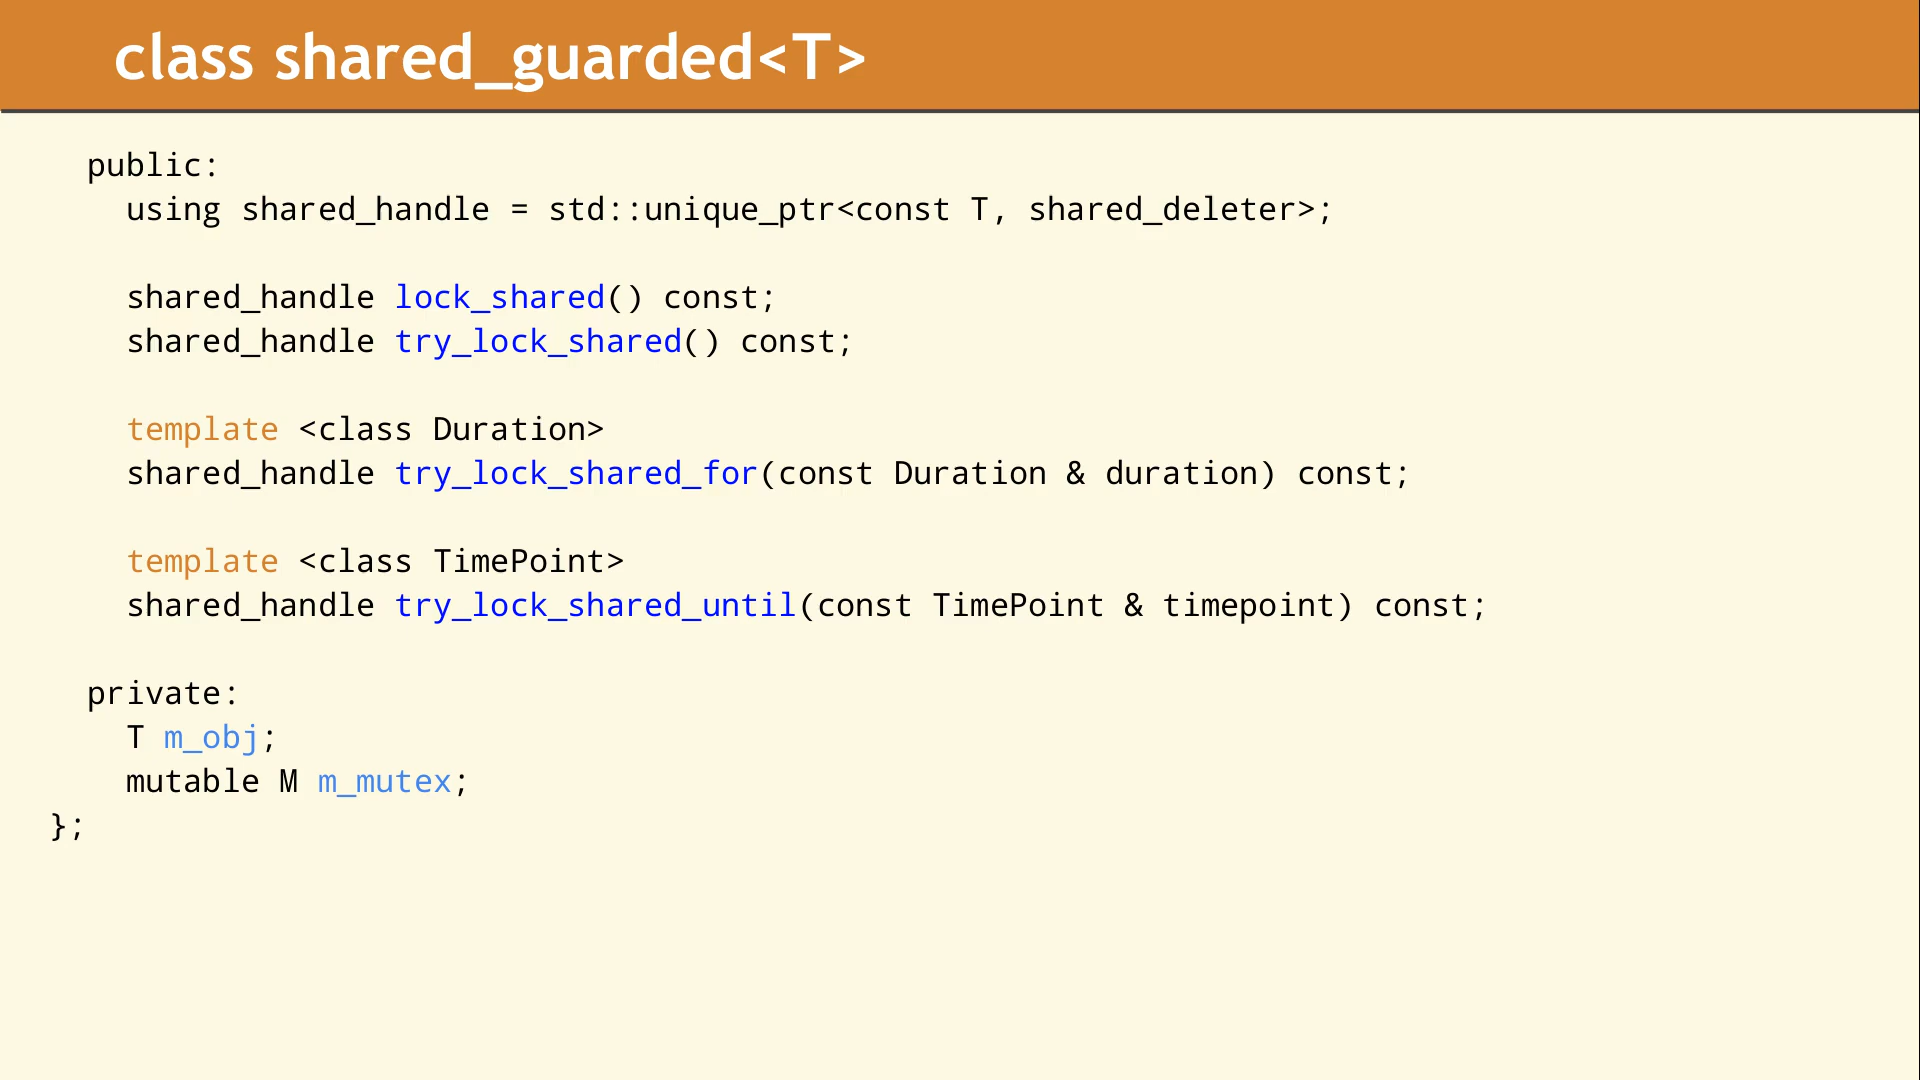 class shared_guarded<T>
public:
using shared_handle = std::unique_ptr<const T, shared_deleter>;
shared_handle lock_shared() const;
shared_handle try_lock_shared() const;
template <class Duration>
shared_handle try_lock_shared_for(const Duration & duration) const;
template <class TimePoint>
shared_handle try_lock_shared_until(const TimePoint & timepoint) const;
private:
T m_obj;
mutable M m_mutex;
};